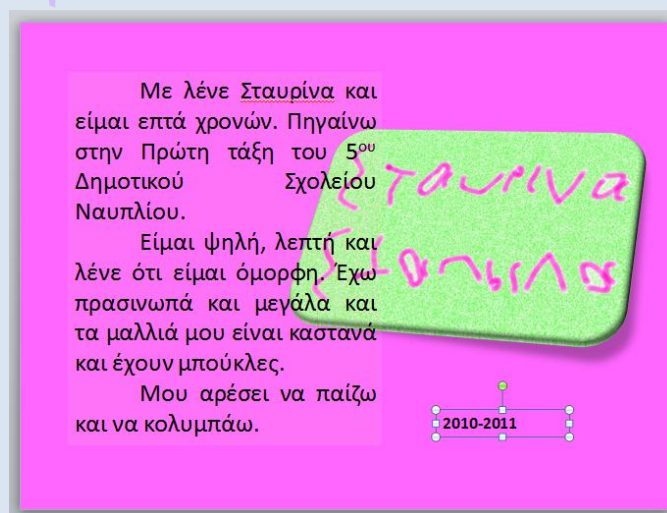 Με λένε Σταυρίνα και
είμαι επτά χρονών. Πηγαίνω
στην Πρώτη τάξη του 5ου
Δημοτικού Σχολείου
Ναυπλίου.
Είμαι ψηλή, λεπτή και
λένε ότι είμαι όμορφη. Έχω
πρασινωπά και μεγάλα και
τα μαλλιά μου είναι καστανά
και έχουν μπούκλες.
Μου αρέσει να παίζω
και να κολυμπάω.
Σταυρινα
2010-2011